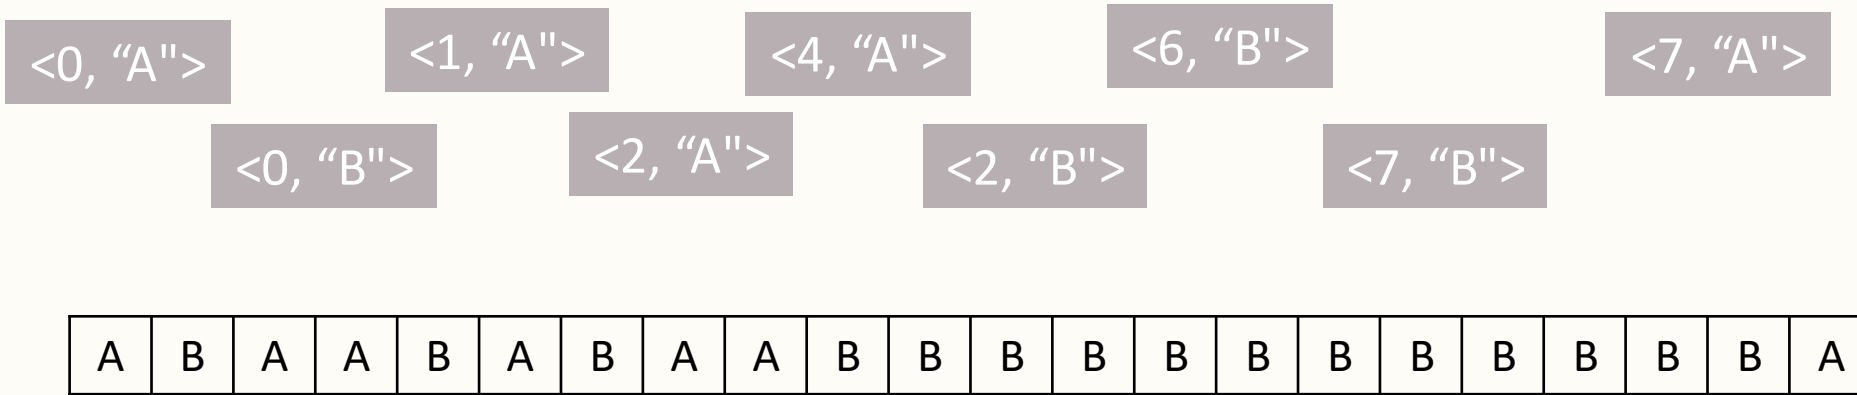 <0, “A"> <1, “A"> <4, “A"> <6, “B"> <7, “A">
<0, “B"> <2, “A"> <2, “B"> <7, “B">
A B A A B A B A A B B B B B B B B B B B B A